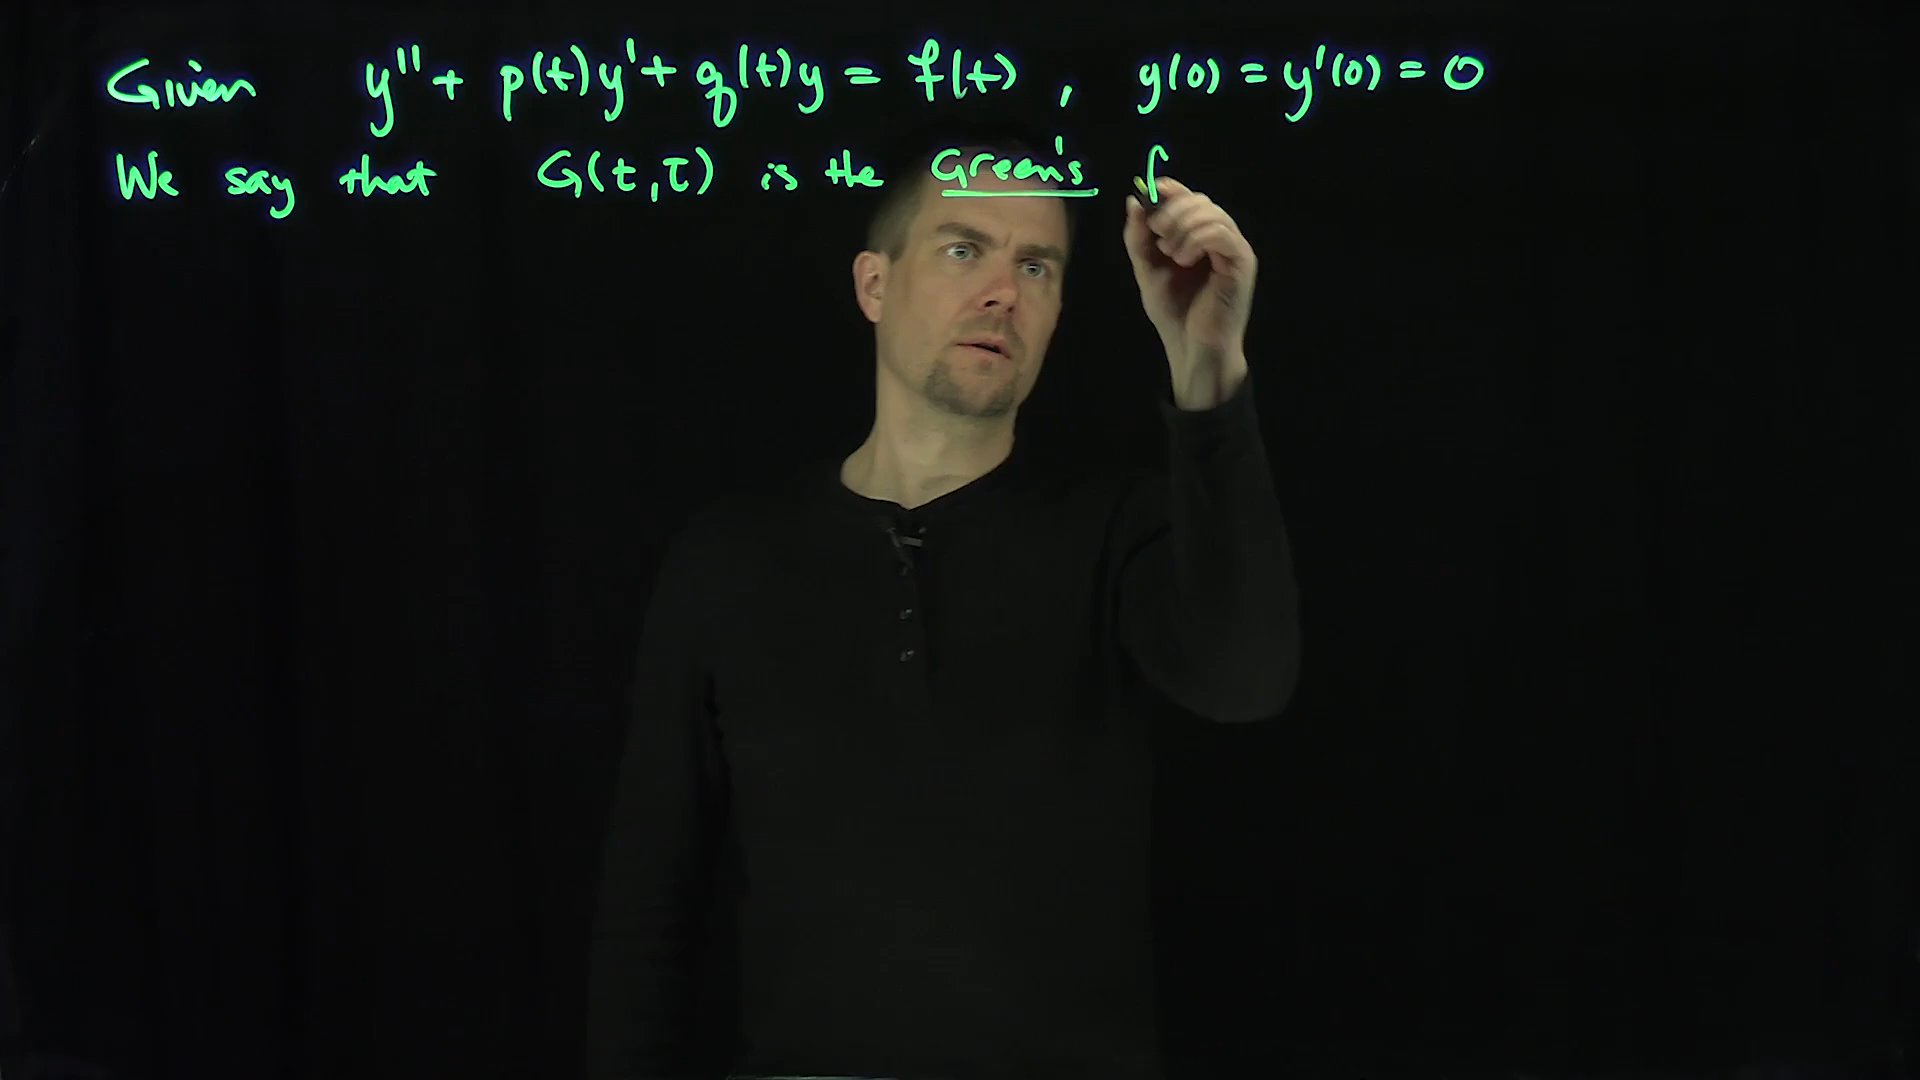 Given y'' + p(t)y' + q(t)y = f(t) , y(0) = y'(0) = 0
We say that G(t,τ) is the Green's f